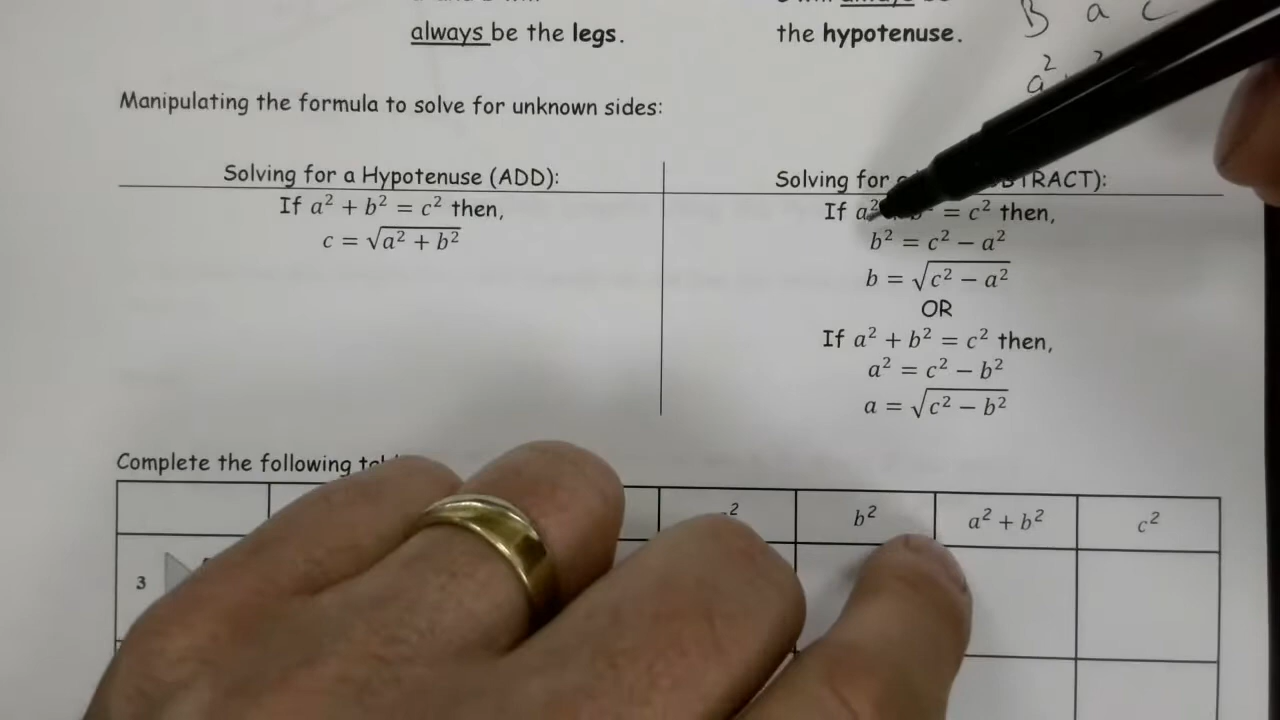 always be the legs.
the hypotenuse.
B a c
a²
Manipulating the formula to solve for unknown sides:
Solving for a Hypotenuse (ADD):
If a² + b² = c² then,
c = √(a² + b²)
Solving for
If a² = c² then,
b² = c² − a²
b = √(c² − a²)
OR
If a² + b² = c² then,
a² = c² − b²
a = √(c² − b²)
Complete the following
b² a² + b² c²
3